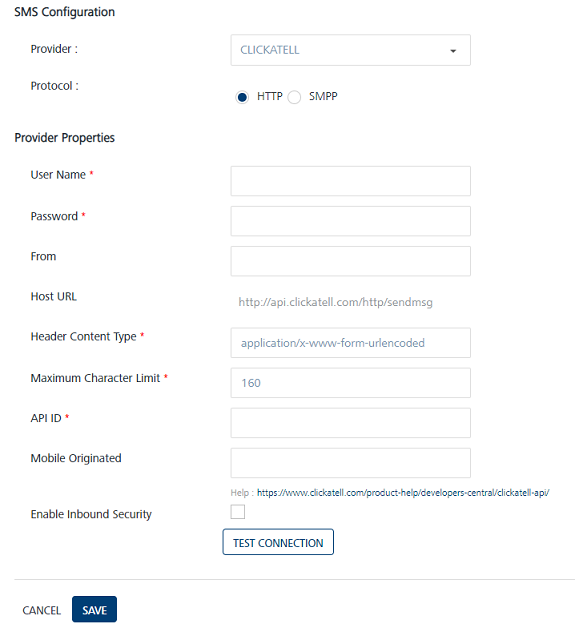 SMS Configuration
Provider : CLICKATELL
Protocol : HTTP SMPP
Provider Properties
User Name *
Password *
From
Host URL http://api.clickatell.com/http/sendmsg
Header Content Type * application/x-www-form-urlencoded
Maximum Character Limit * 160
API ID *
Mobile Originated
Help : https://www.clickatell.com/product-help/developers-central/clickatell-api/
Enable Inbound Security
TEST CONNECTION
CANCEL SAVE